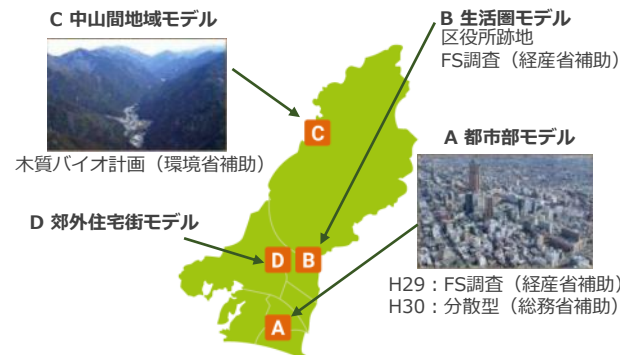 C 中山間地域モデル
B 生活圏モデル
区役所跡地
FS調査（経産省補助）
C
A 都市部モデル
木質バイオ計画（環境省補助）
D 郊外住宅街モデル
D
B
H29：FS調査（経産省補助）
H30：分散型（総務省補助）
A